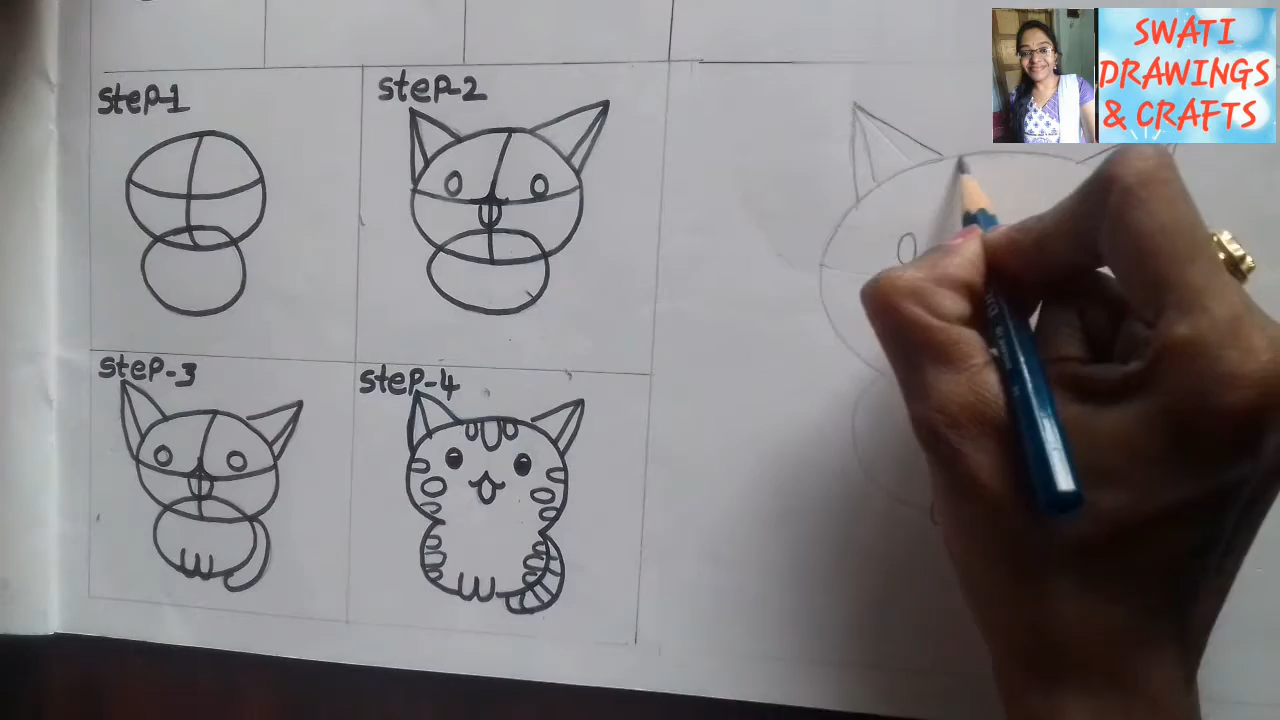 SWATI
DRAWINGS
& CRAFTS
steP-1
steP-2
steP-3
steP-4